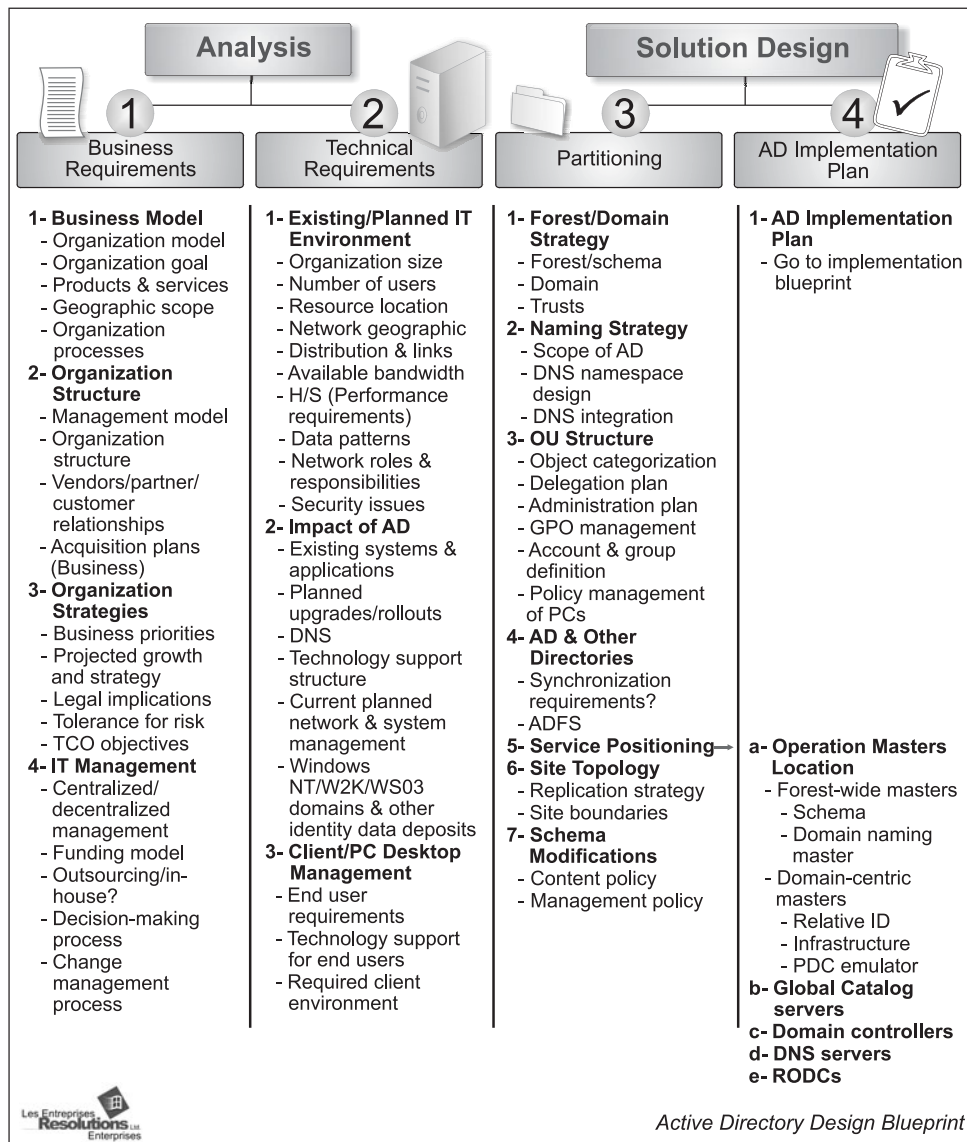 Analysis
Solution Design
1
Business
Requirements
2
Technical
Requirements
3
Partitioning
4
AD Implementation
Plan
1- Business Model
- Organization model
- Organization goal
- Products & services
- Geographic scope
- Organization
processes
2- Organization
Structure
- Management model
- Organization
structure
- Vendors/partner/
customer
relationships
- Acquisition plans
(Business)
3- Organization
Strategies
- Business priorities
- Projected growth
and strategy
- Legal implications
- Tolerance for risk
- TCO objectives
4- IT Management
- Centralized/
decentralized
management
- Funding model
- Outsourcing/in-
house?
- Decision-making
process
- Change
management
process
1- Existing/Planned IT
Environment
- Organization size
- Number of users
- Resource location
- Network geographic
- Distribution & links
- Available bandwidth
- H/S (Performance
requirements)
- Data patterns
- Network roles &
responsibilities
- Security issues
2- Impact of AD
- Existing systems &
applications
- Planned
upgrades/rollouts
- DNS
- Technology support
structure
- Current planned
network & system
management
- Windows
NT/W2K/WS03
domains & other
identity data deposits
3- Client/PC Desktop
Management
- End user
requirements
- Technology support
for end users
- Required client
environment
1- Forest/Domain
Strategy
- Forest/schema
- Domain
- Trusts
2- Naming Strategy
- Scope of AD
- DNS namespace
design
- DNS integration
3- OU Structure
- Object categorization
- Delegation plan
- Administration plan
- GPO management
- Account & group
definition
- Policy management
of PCs
4- AD & Other
Directories
- Synchronization
requirements?
- ADFS
5- Service Positioning
6- Site Topology
- Replication strategy
- Site boundaries
7- Schema
Modifications
- Content policy
- Management policy
1- AD Implementation
Plan
- Go to implementation
blueprint
a- Operation Masters
Location
- Forest-wide masters
- Schema
- Domain naming
master
- Domain-centric
masters
- Relative ID
- Infrastructure
- PDC emulator
b- Global Catalog
servers
c- Domain controllers
d- DNS servers
e- RODCs
Les Entreprises
Resolutions Ltd.
Enterprises
Active Directory Design Blueprint